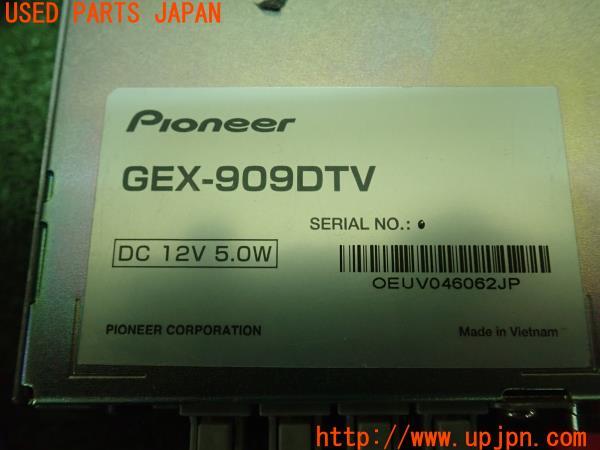 USED PARTS JAPAN
Pioneer
GEX-909DTV
SERIAL NO.:
DC 12V 5.0W
OEUV046062JP
PIONEER CORPORATION
Made in Vietnam
http://www.upjpn.com/